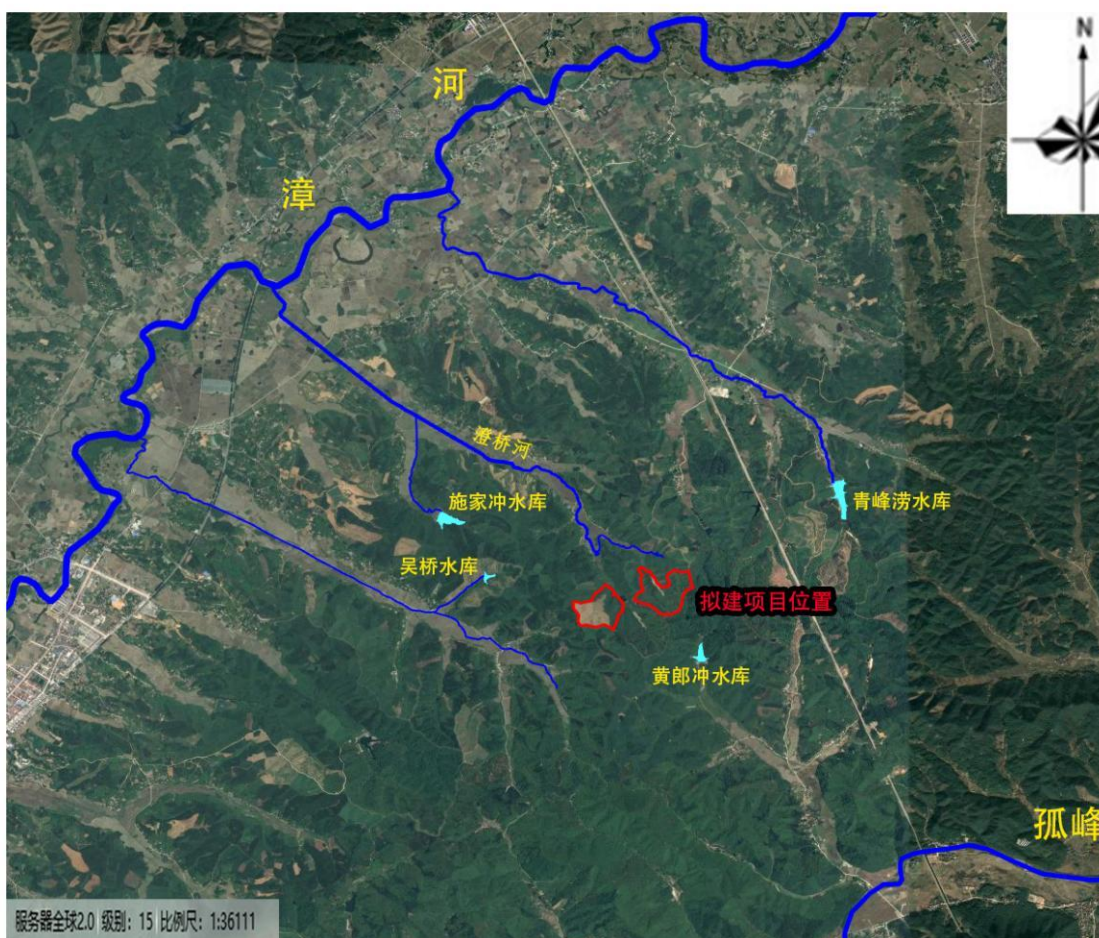 N
河
漳
澄桥河
施家冲水库
青峰涝水库
吴桥水库
拟建项目位置
黄郎冲水库
孤峰
服务器全球2.0 级别：15 比例尺：1:36111